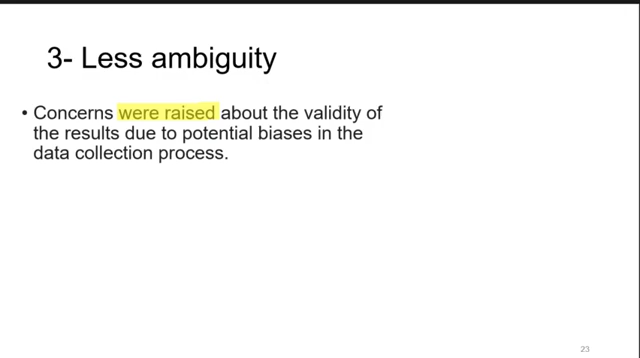 3- Less ambiguity
• Concerns were raised about the validity of
the results due to potential biases in the
data collection process.
23